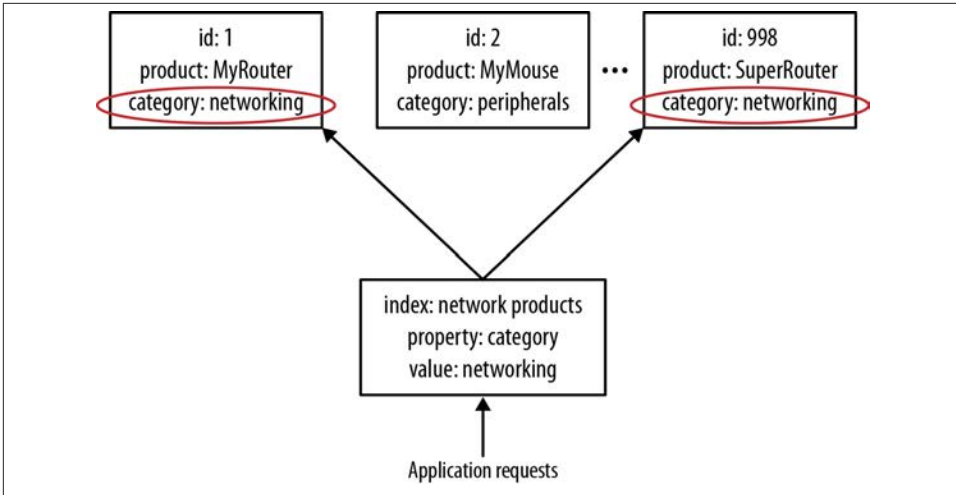 id: 1
product: MyRouter
category: networking
id: 2
product: MyMouse
category: peripherals
...
id: 998
product: SuperRouter
category: networking
index: network products
property: category
value: networking
Application requests